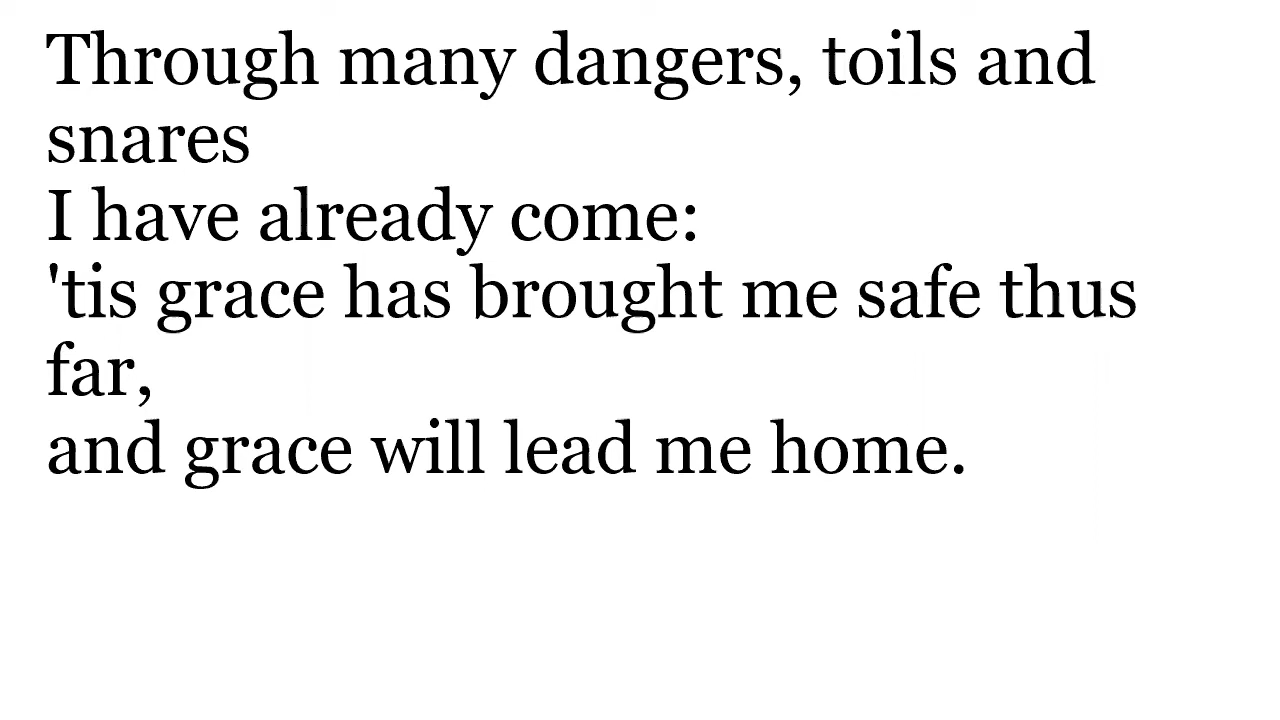 Through many dangers, toils and
snares
I have already come:
'tis grace has brought me safe thus
far,
and grace will lead me home.